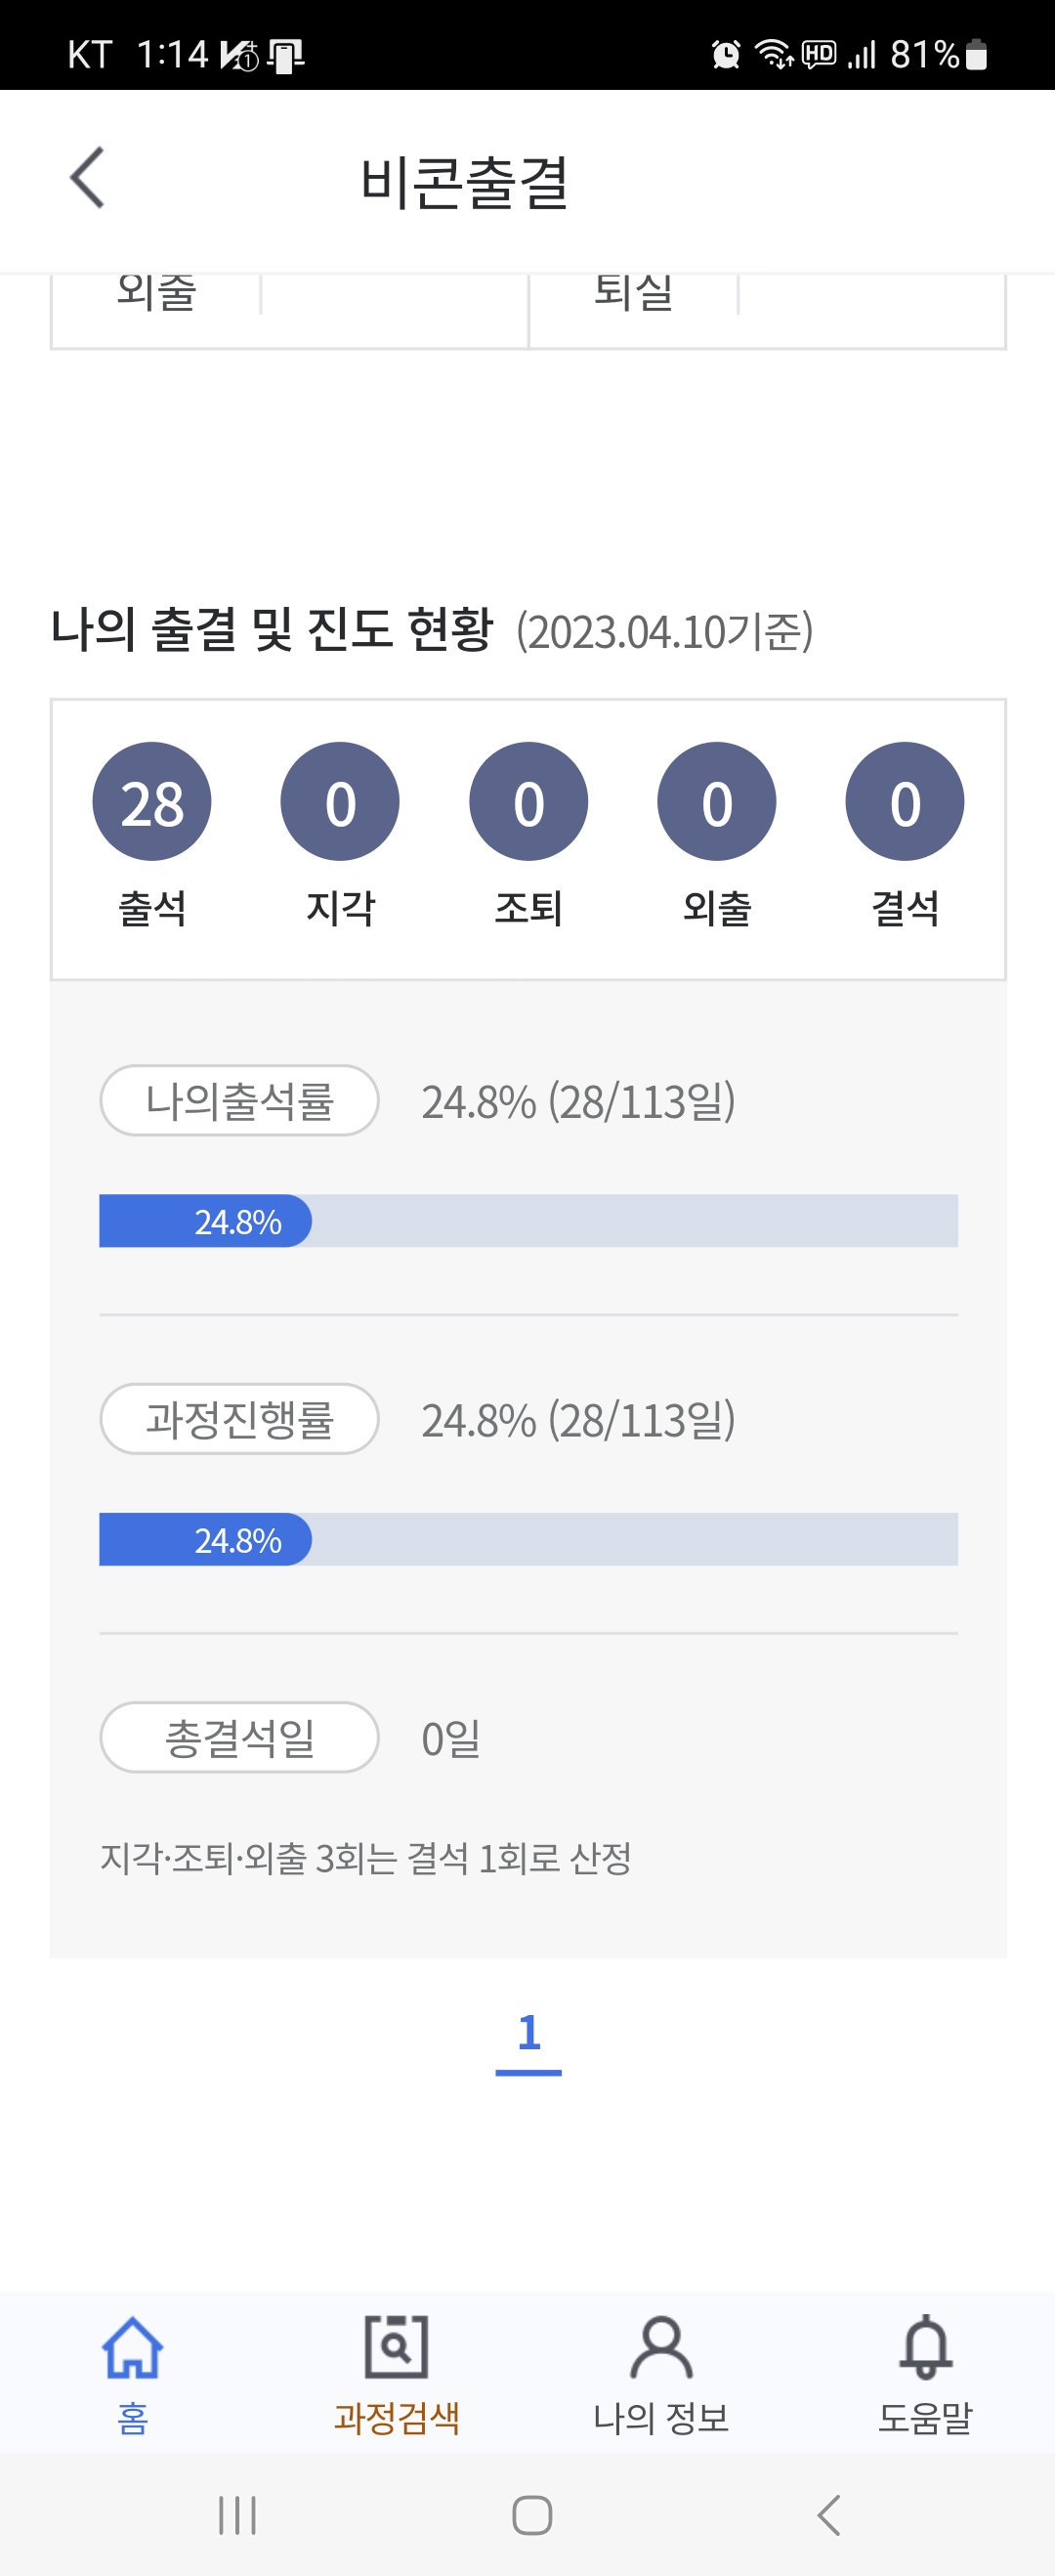 KT 1:14
HD 81%
비콘출결
외출 퇴실
나의 출결 및 진도 현황 (2023.04.10기준)
28 0 0 0 0
출석 지각 조퇴 외출 결석
나의출석률 24.8% (28/113일)
24.8%
과정진행률 24.8% (28/113일)
24.8%
총결석일 0일
지각·조퇴·외출 3회는 결석 1회로 산정
1
홈 과정검색 나의 정보 도움말